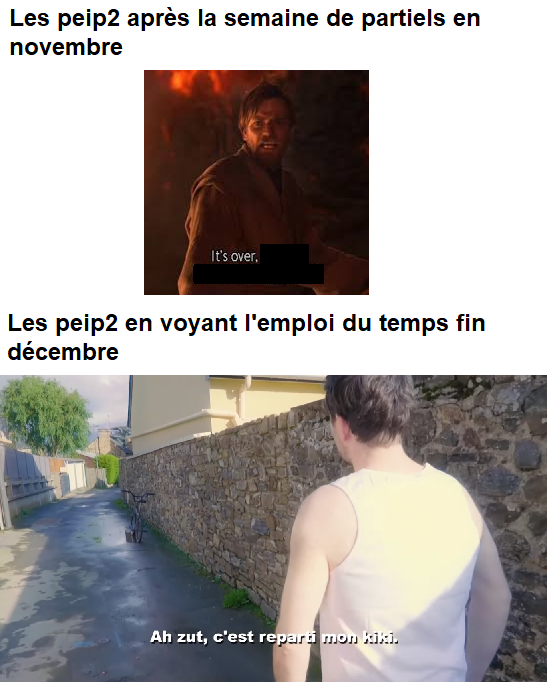 Les peip2 après la semaine de partiels en
novembre
It's over,
Les peip2 en voyant l'emploi du temps fin
décembre
Ah zut, c'est reparti mon kiki.